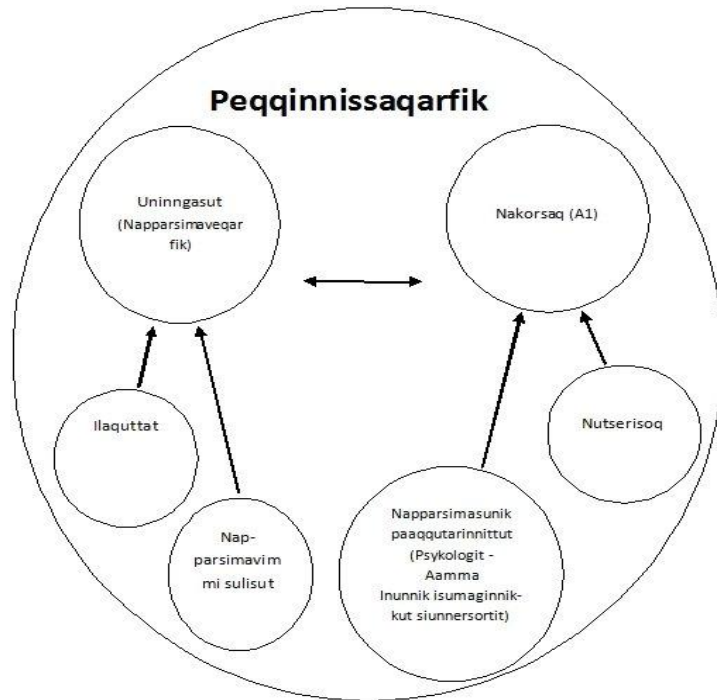 Peqqinnissaqarfik
Uninngasut
(Napparsimaveqar
fik)
Nakorsaq (A1)
Ilaquttat
Nutserisoq
Nap-
parsimavim
mi sulisut
Napparsimasunik
paaqqutarinnittut
(Psykologit -
Aamma
Inunnik isumaginnik-
kut siunnersortit)